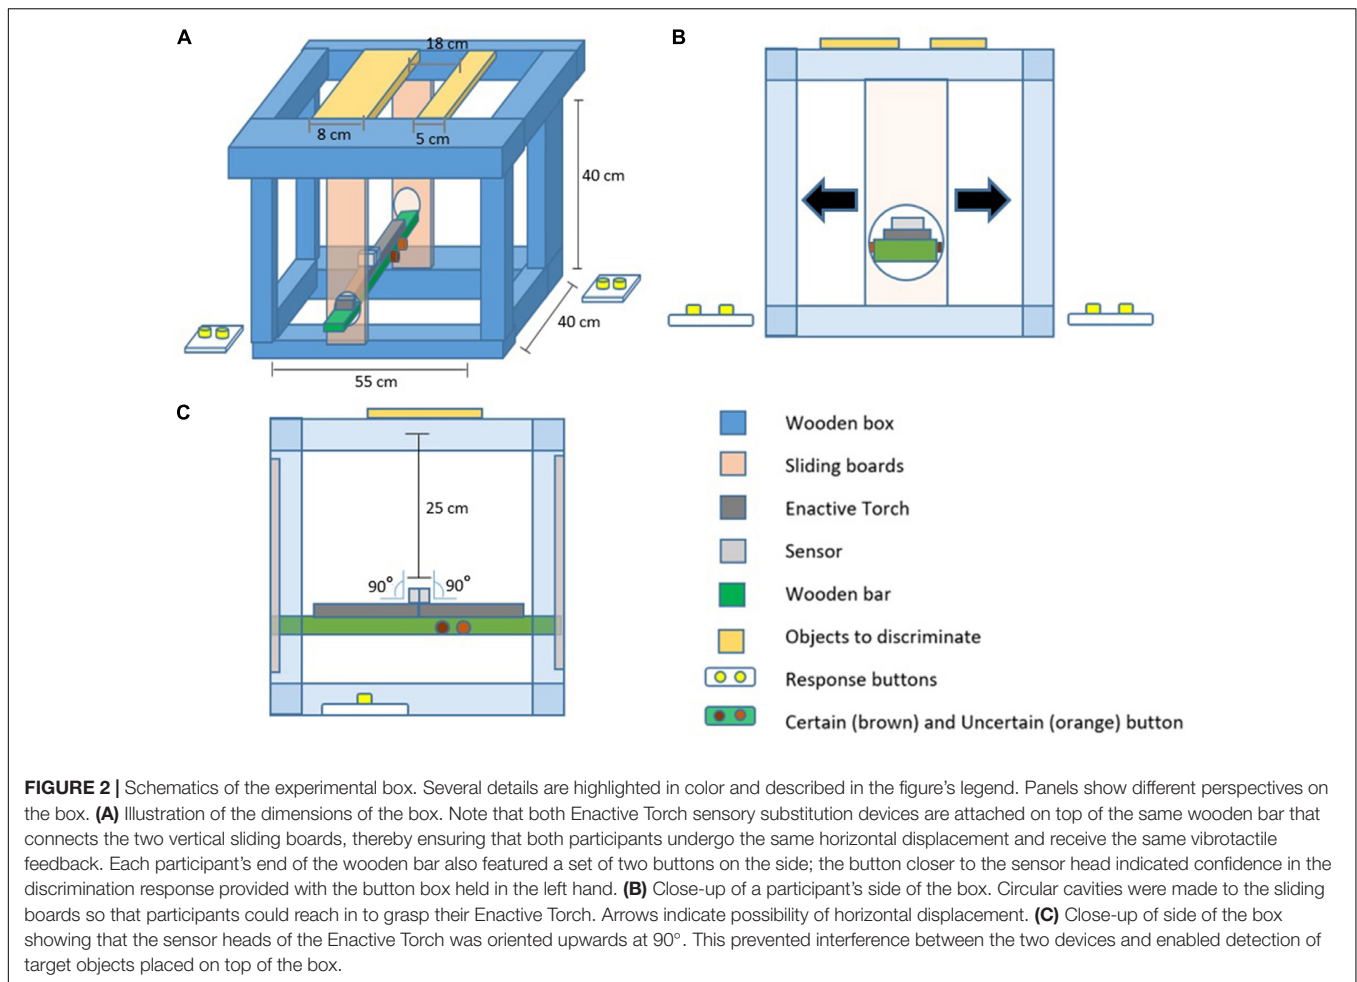 A
18 cm
8 cm
5 cm
40 cm
40 cm
55 cm
B
C
25 cm
90° 90°
Wooden box
Sliding boards
Enactive Torch
Sensor
Wooden bar
Objects to discriminate
Response buttons
Certain (brown) and Uncertain (orange) button
FIGURE 2 | Schematics of the experimental box. Several details are highlighted in color and described in the figure's legend. Panels show different perspectives on
the box. (A) Illustration of the dimensions of the box. Note that both Enactive Torch sensory substitution devices are attached on top of the same wooden bar that
connects the two vertical sliding boards, thereby ensuring that both participants undergo the same horizontal displacement and receive the same vibrotactile
feedback. Each participant's end of the wooden bar also featured a set of two buttons on the side; the button closer to the sensor head indicated confidence in the
discrimination response provided with the button box held in the left hand. (B) Close-up of a participant's side of the box. Circular cavities were made to the sliding
boards so that participants could reach in to grasp their Enactive Torch. Arrows indicate possibility of horizontal displacement. (C) Close-up of side of the box
showing that the sensor heads of the Enactive Torch was oriented upwards at 90°. This prevented interference between the two devices and enabled detection of
target objects placed on top of the box.